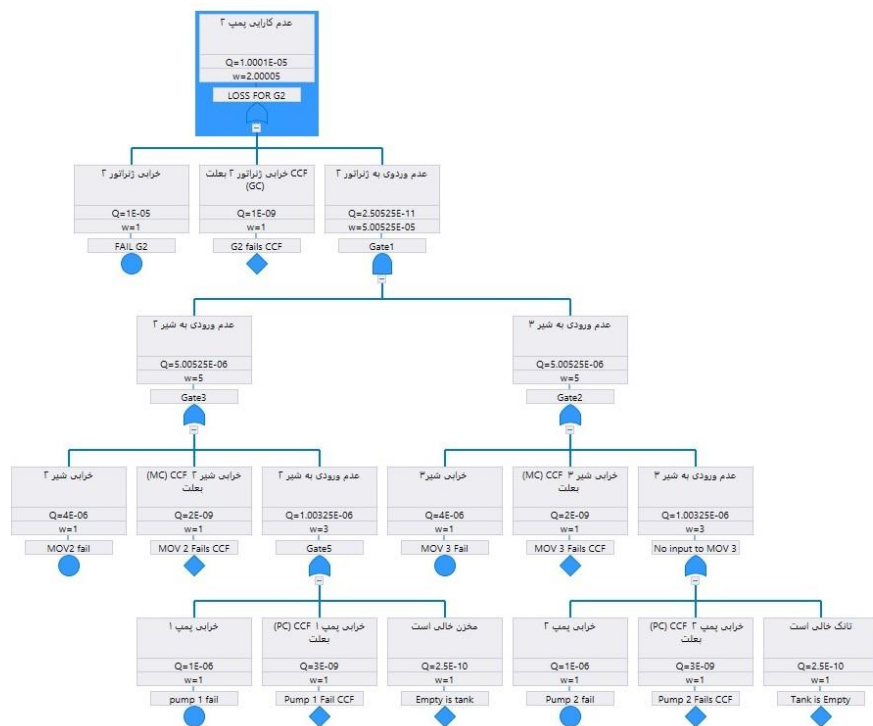 عدم کارایی پمپ ۲
Q=1.0001E-05
w=2.00005
LOSS FOR G2
خرابی ژنراتور ۲
Q=1E-05
w=1
FAIL G2
خرابی ژنراتور ۲ بعلت CCF
(GC)
Q=1E-09
w=1
G2 fails CCF
عدم وردوی به ژنراتور ۲
Q=2.50525E-11
w=5.00525E-05
Gate1
عدم ورودی به شیر ۲
Q=5.00525E-06
w=5
Gate3
عدم ورودی به شیر ۳
Q=5.00525E-06
w=5
Gate2
خرابی شیر ۲
Q=4E-06
w=1
MOV2 fail
خرابی شیر ۲ CCF (MC)
بعلت
Q=2E-09
w=1
MOV 2 Fails CCF
عدم ورودی به شیر ۲
Q=1.00325E-06
w=3
Gate5
خرابی شیر۳
Q=4E-06
w=1
MOV 3 Fail
خرابی شیر ۳ CCF (MC)
بعلت
Q=2E-09
w=1
MOV 3 Fails CCF
عدم ورودی به شیر ۳
Q=1.00325E-06
w=3
No input to MOV 3
خرابی پمپ ۱
Q=1E-06
w=1
pump 1 fail
خرابی پمپ ۱ CCF (PC)
بعلت
Q=3E-09
w=1
Pump 1 Fail CCF
مخزن خالی است
Q=2.5E-10
w=1
Empty is tank
خرابی پمپ ۲
Q=1E-06
w=1
Pump 2 fail
خرابی پمپ ۲ CCF (PC)
بعلت
Q=3E-09
w=1
Pump 2 Fails CCF
تانک خالی است
Q=2.5E-10
w=1
Tank is Empty